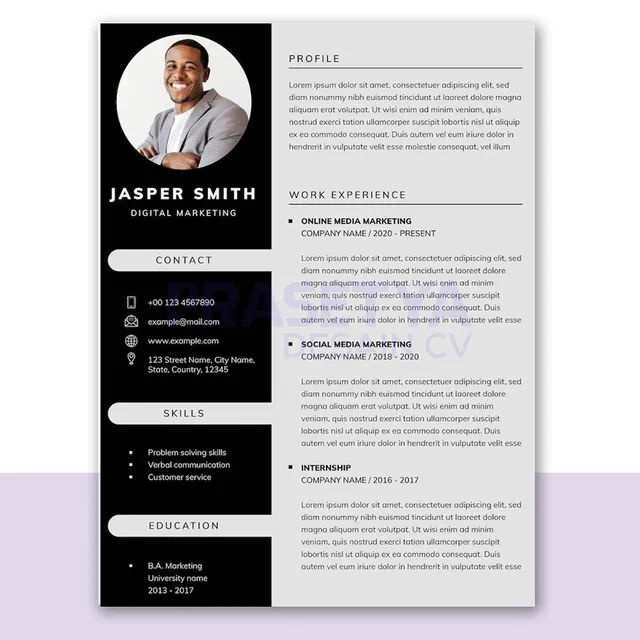 JASPER SMITH
DIGITAL MARKETING
CONTACT
+00 123 4567890
example@mail.com
www.example.com
123 Street Name, City Name,
State, Country, 12345
SKILLS
Problem solving skills
Verbal communication
Customer service
EDUCATION
B.A. Marketing
University name
2013 - 2017
PROFILE
Lorem ipsum dolor sit amet, consectetuer adipiscing elit, sed
diam nonummy nibh euismod tincidunt ut laoreet dolore magna
aliquam erat volutpat. Ut wisi enim ad minim veniam, quis
nostrud exerci tation ullamcorper suscipit lobortis nisl ut aliquip
ex ea commodo consequat. Duis autem vel eum iriure dolor in
hendrerit in vulputate velit esse molestie consequat, vel illum
WORK EXPERIENCE
ONLINE MEDIA MARKETING
COMPANY NAME / 2020 - PRESENT
Lorem ipsum dolor sit amet, consectetuer adipiscing elit, sed
diam nonummy nibh euismod tincidunt ut laoreet dolore
magna aliquam erat volutpat. Ut wisi enim ad minim
veniam, quis nostrud exerci tation ullamcorper suscipit
lobortis nisl ut aliquip ex ea commodo consequat. Duis
autem vel eum iriure dolor in hendrerit in vulputate velit esse
PRASETYA
DESAIN CV
SOCIAL MEDIA MARKETING
COMPANY NAME / 2018 - 2020
Lorem ipsum dolor sit amet, consectetuer adipiscing elit, sed
diam nonummy nibh euismod tincidunt ut laoreet dolore
magna aliquam erat volutpat. Ut wisi enim ad minim
veniam, quis nostrud exerci tation ullamcorper suscipit
lobortis nisl ut aliquip ex ea commodo consequat. Duis
autem vel eum iriure dolor in hendrerit in vulputate velit esse
INTERNSHIP
COMPANY NAME / 2016 - 2017
Lorem ipsum dolor sit amet, consectetuer adipiscing elit, sed
diam nonummy nibh euismod tincidunt ut laoreet dolore
magna aliquam erat volutpat. Ut wisi enim ad minim
veniam, quis nostrud exerci tation ullamcorper suscipit
lobortis nisl ut aliquip ex ea commodo consequat. Duis
autem vel eum iriure dolor in hendrerit in vulputate velit esse